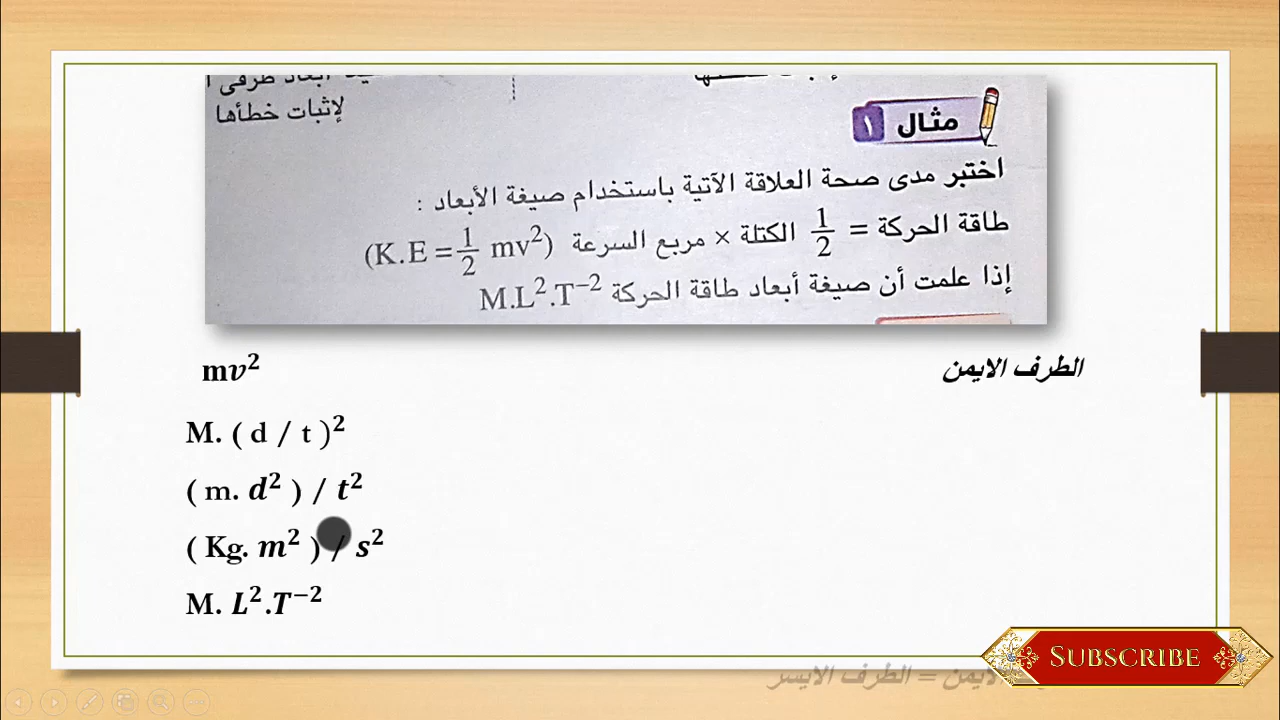 لإثبات خطأها
مثال ١
اختبر مدى صحة العلاقة الآتية باستخدام صيغة الأبعاد :
طاقة الحركة = 1/2 الكتلة × مربع السرعة (K.E = 1/2 mv²)
إذا علمت أن صيغة أبعاد طاقة الحركة M.L².T⁻²
الطرف الايمن
mv²
M. ( d / t )²
( m. d² ) / t²
( Kg. m² ) / s²
M. L².T⁻²
= الطرف الايسر
SUBSCRIBE